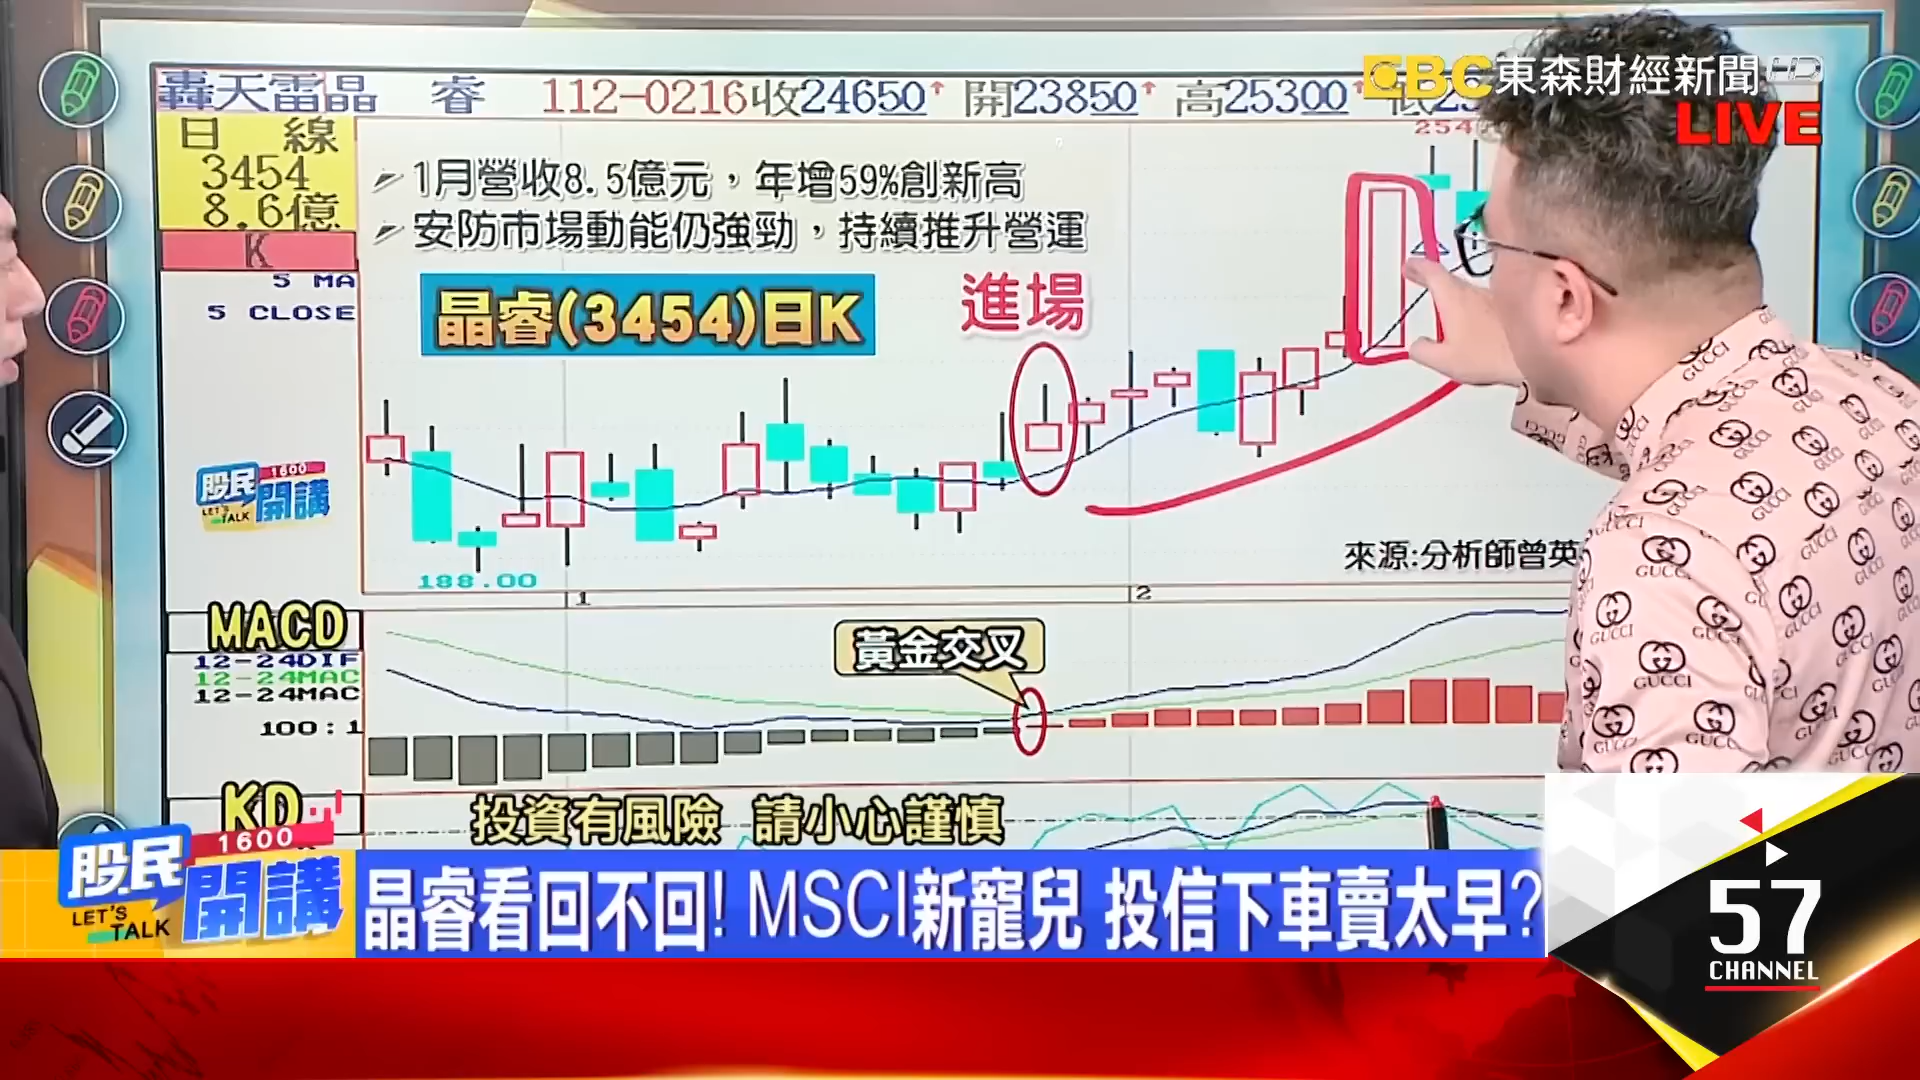 轟天雷晶 睿 112-0216收24650↑ 開23850↑ 高25300↑
EBC東森財經新聞HD
LIVE
日 線
3454
8.6億
K
5 MA
5 CLOSE
254
1月營收8.5億元，年增59%創新高
安防市場動能仍強勁，持續推升營運
晶睿(3454)日K
進場
股民 1600
開講
LET'S TALK
188.00
來源:分析師曾英
1
2
MACD
12-24DIF
12-24MAC
12-24MAC
100:1
黃金交叉
KD
投資有風險 請小心謹慎
股民 1600
開講
LET'S TALK
晶睿看回不回! MSCI新寵兒 投信下車賣太早?
57
CHANNEL
GUCCI